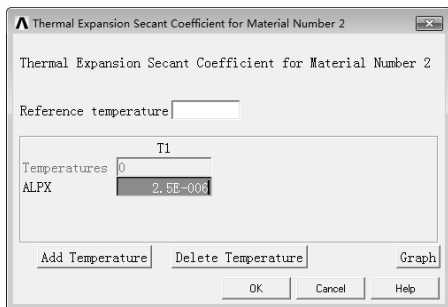 Thermal Expansion Secant Coefficient for Material Number 2
Thermal Expansion Secant Coefficient for Material Number 2
Reference temperature
T1
Temperatures 0
ALPX 2.5E-006
Add Temperature Delete Temperature Graph
OK Cancel Help